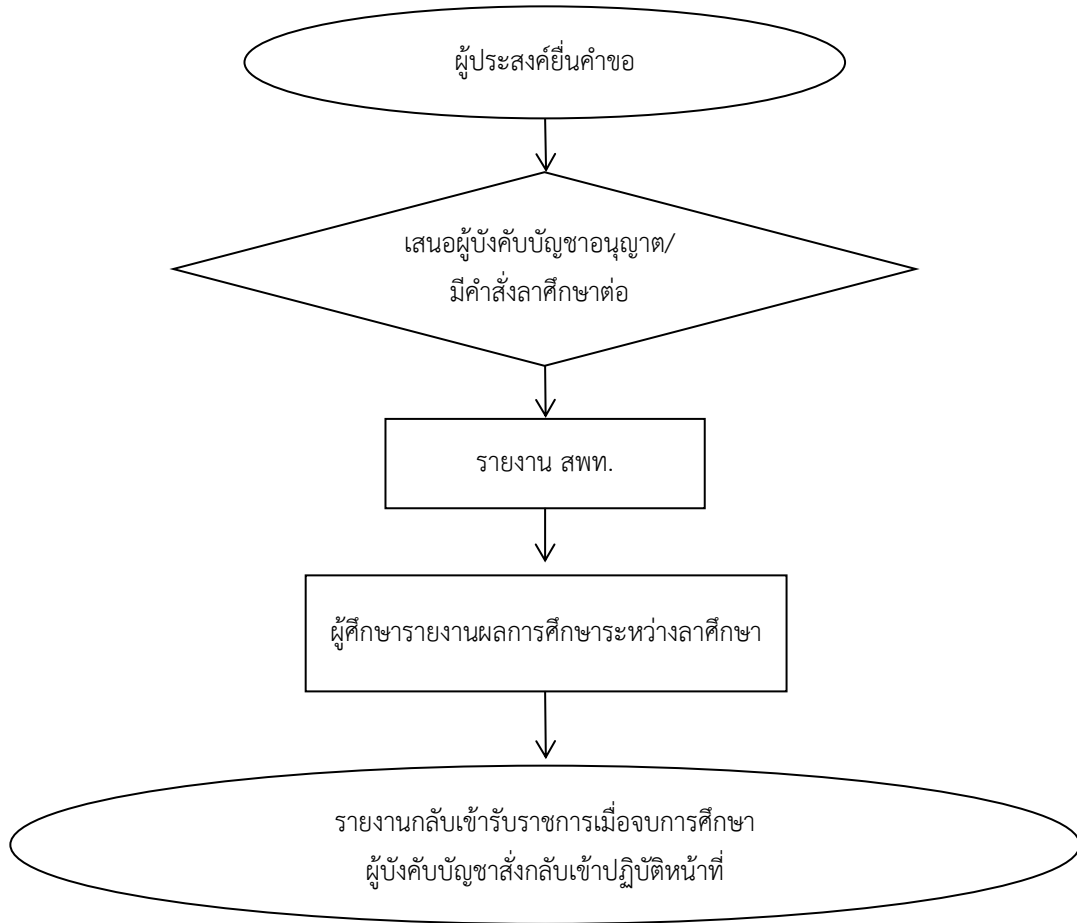 ผู้ประสงค์ยื่นคำขอ
เสนอผู้บังคับบัญชาอนุญาต/
มีคำสั่งลาศึกษาต่อ
รายงาน สพท.
ผู้ศึกษารายงานผลการศึกษาระหว่างลาศึกษา
รายงานกลับเข้ารับราชการเมื่อจบการศึกษา
ผู้บังคับบัญชาสั่งกลับเข้าปฏิบัติหน้าที่